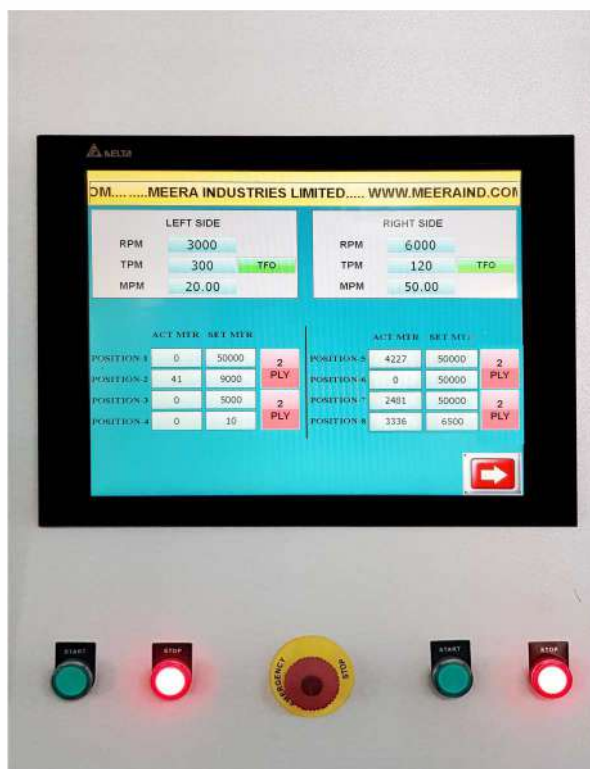 DELTA
OM.... ....MEERA INDUSTRIES LIMITED..... WWW.MEERAIND.COM
LEFT SIDE
RPM 3000
TPM 300 TFO
MPM 20.00
RIGHT SIDE
RPM 6000
TPM 120 TFO
MPM 50.00
ACT MTR SET MTR
POSITION-1 0 50000
2 PLY
POSITION-2 41 9000
POSITION-3 0 5000
2 PLY
POSITION-4 0 10
ACT MTR SET MTR
POSITION-5 4227 50000
2 PLY
POSITION-6 0 50000
POSITION-7 2481 50000
2 PLY
POSITION-8 3336 6500
START
STOP
EMERGENCY STOP
START
STOP